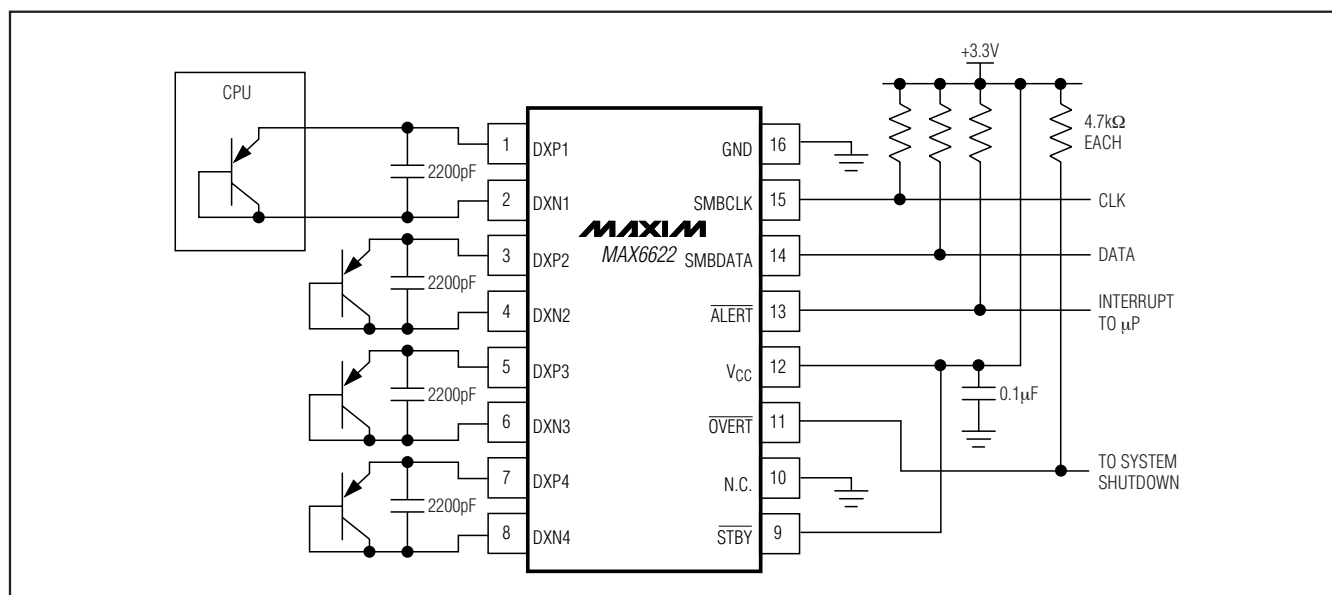 +3.3V
CPU
4.7kΩ
EACH
1 DXP1
GND 16
2200pF
2 DXN1
SMBCLK 15
CLK
MAXIM
MAX6622
3 DXP2
SMBDATA 14
DATA
2200pF
4 DXN2
ALERT 13
INTERRUPT
TO µP
5 DXP3
VCC 12
2200pF
0.1µF
6 DXN3
OVERT 11
7 DXP4
N.C. 10
TO SYSTEM
SHUTDOWN
2200pF
8 DXN4
STBY 9